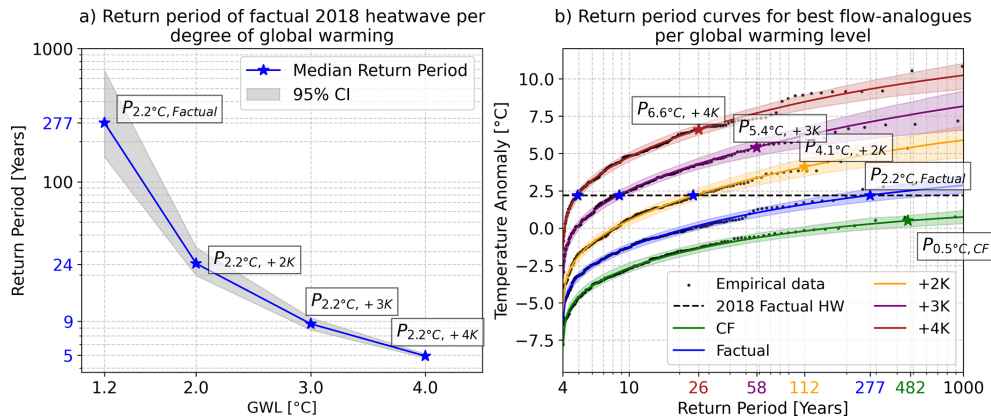 a) Return period of factual 2018 heatwave per
degree of global warming
Return Period [Years]
1000
277
100
24
9
5
Median Return Period
95% CI
P2.2°C, Factual
P2.2°C, +2K
P2.2°C, +3K
P2.2°C, +4K
1.2
2.0
3.0
4.0
GWL [°C]
b) Return period curves for best flow-analogues
per global warming level
Temperature Anomaly [°C]
10.0
7.5
5.0
2.5
0.0
−2.5
−5.0
−7.5
P6.6°C, +4K
P5.4°C, +3K
P4.1°C, +2K
P2.2°C, Factual
P0.5°C, CF
Empirical data
2018 Factual HW
CF
Factual
+2K
+3K
+4K
4
10
26
58
112
277
482
1000
Return Period [Years]